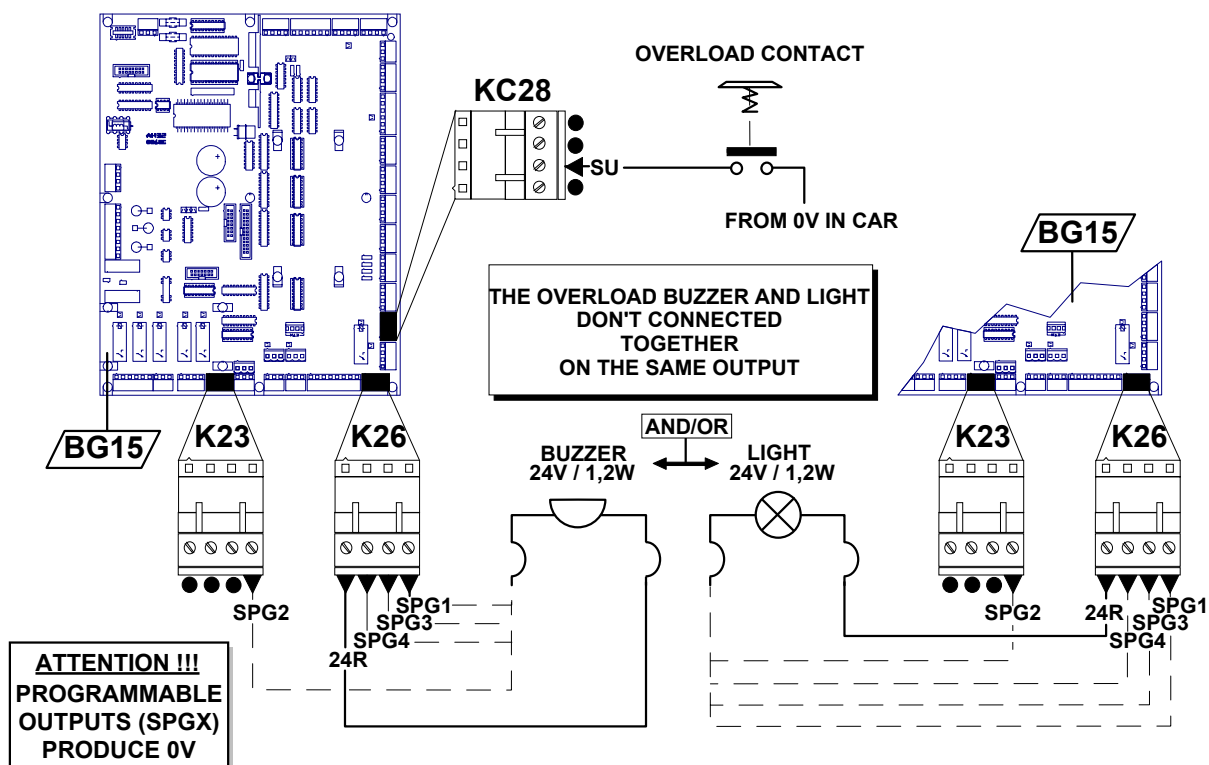 OVERLOAD CONTACT
KC28
SU
FROM 0V IN CAR
BG15
THE OVERLOAD BUZZER AND LIGHT
DON'T CONNECTED
TOGETHER
ON THE SAME OUTPUT
BG15
K23
K26
AND/OR
BUZZER
24V / 1,2W
LIGHT
24V / 1,2W
K23
K26
SPG2
SPG1
SPG3
SPG4
24R
SPG2
24R
SPG1
SPG3
SPG4
ATTENTION !!!
PROGRAMMABLE
OUTPUTS (SPGX)
PRODUCE 0V